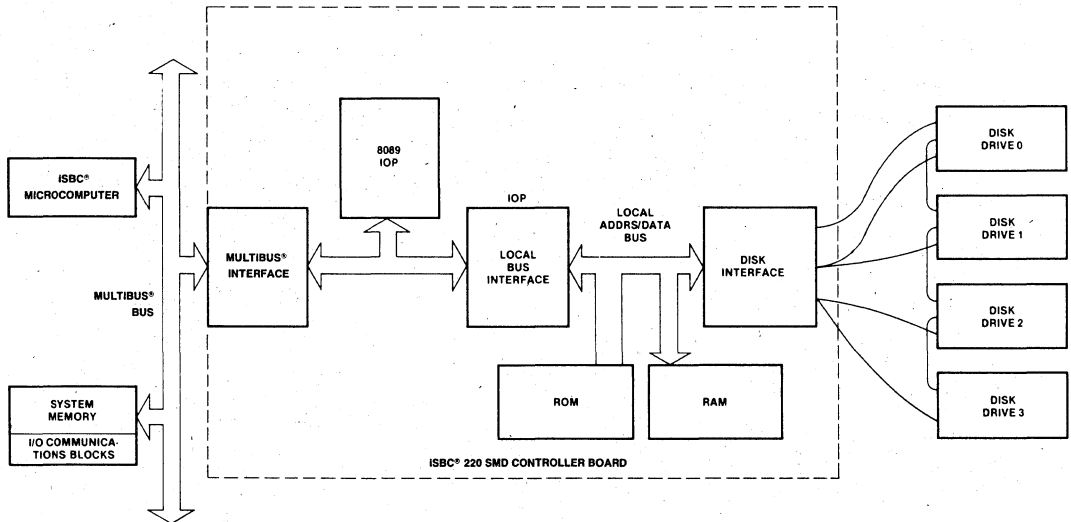 iSBC®
MICROCOMPUTER
MULTIBUS®
BUS
SYSTEM
MEMORY
I/O COMMUNICA-
TIONS BLOCKS
MULTIBUS®
INTERFACE
8089
IOP
IOP
LOCAL
BUS
INTERFACE
LOCAL
ADDRS/DATA
BUS
DISK
INTERFACE
ROM
RAM
iSBC® 220 SMD CONTROLLER BOARD
DISK
DRIVE 0
DISK
DRIVE 1
DISK
DRIVE 2
DISK
DRIVE 3